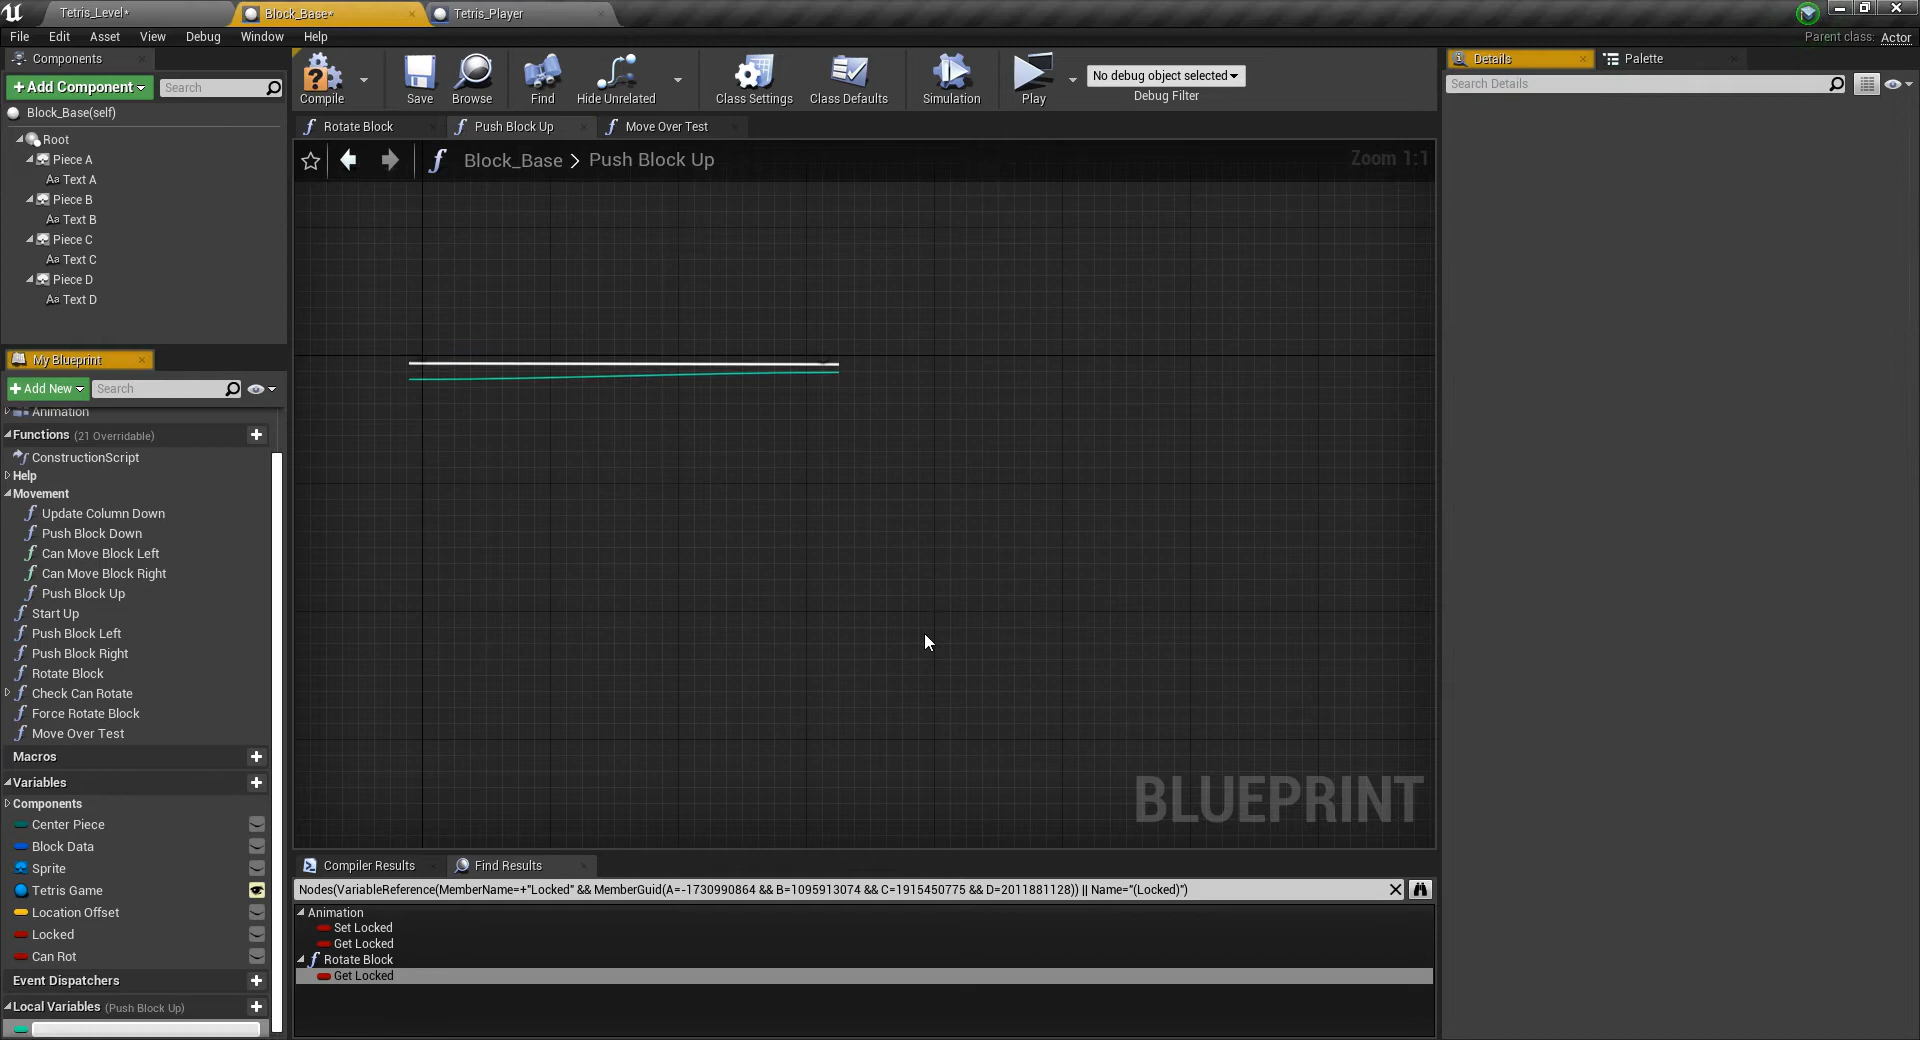 Tetris_Level*
Block_Base*
Tetris_Player
File Edit Asset View Debug Window Help
Parent class: Actor
Components
+Add Component
Search
Block_Base(self)
Root
Piece A
Aa Text A
Piece B
Aa Text B
Piece C
Aa Text C
Piece D
Aa Text D
My Blueprint
+Add New
Search
Animation
Functions (21 Overridable)
ConstructionScript
Help
Movement
Update Column Down
Push Block Down
Can Move Block Left
Can Move Block Right
Push Block Up
Start Up
Push Block Left
Push Block Right
Rotate Block
Check Can Rotate
Force Rotate Block
Move Over Test
Macros
Variables
Components
Center Piece
Block Data
Sprite
Tetris Game
Location Offset
Locked
Can Rot
Event Dispatchers
Local Variables (Push Block Up)
Compile
Save
Browse
Find
Hide Unrelated
Class Settings
Class Defaults
Simulation
Play
No debug object selected
Debug Filter
Rotate Block
Push Block Up
Move Over Test
Block_Base > Push Block Up
Zoom 1:1
BLUEPRINT
Compiler Results
Find Results
Nodes(VariableReference(MemberName=+"Locked" && MemberGuid(A=-1730990864 && B=1095913074 && C=1915450775 && D=2011881128)) || Name="(Locked)")
Animation
Set Locked
Get Locked
Rotate Block
Get Locked
Details
Palette
Search Details